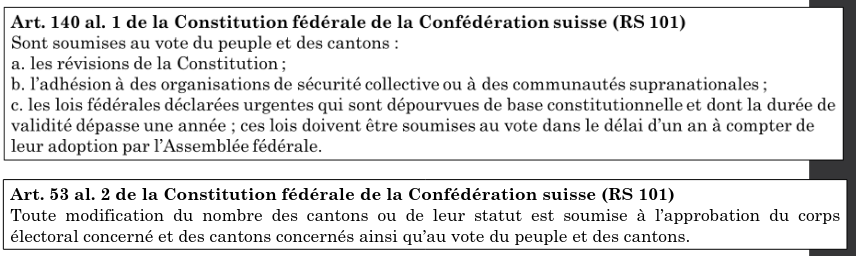 Art. 140 al. 1 de la Constitution fédérale de la Confédération suisse (RS 101)
Sont soumises au vote du peuple et des cantons :
a. les révisions de la Constitution ;
b. l’adhésion à des organisations de sécurité collective ou à des communautés supranationales ;
c. les lois fédérales déclarées urgentes qui sont dépourvues de base constitutionnelle et dont la durée de
validité dépasse une année ; ces lois doivent être soumises au vote dans le délai d’un an à compter de
leur adoption par l’Assemblée fédérale.
Art. 53 al. 2 de la Constitution fédérale de la Confédération suisse (RS 101)
Toute modification du nombre des cantons ou de leur statut est soumise à l’approbation du corps
électoral concerné et des cantons concernés ainsi qu’au vote du peuple et des cantons.